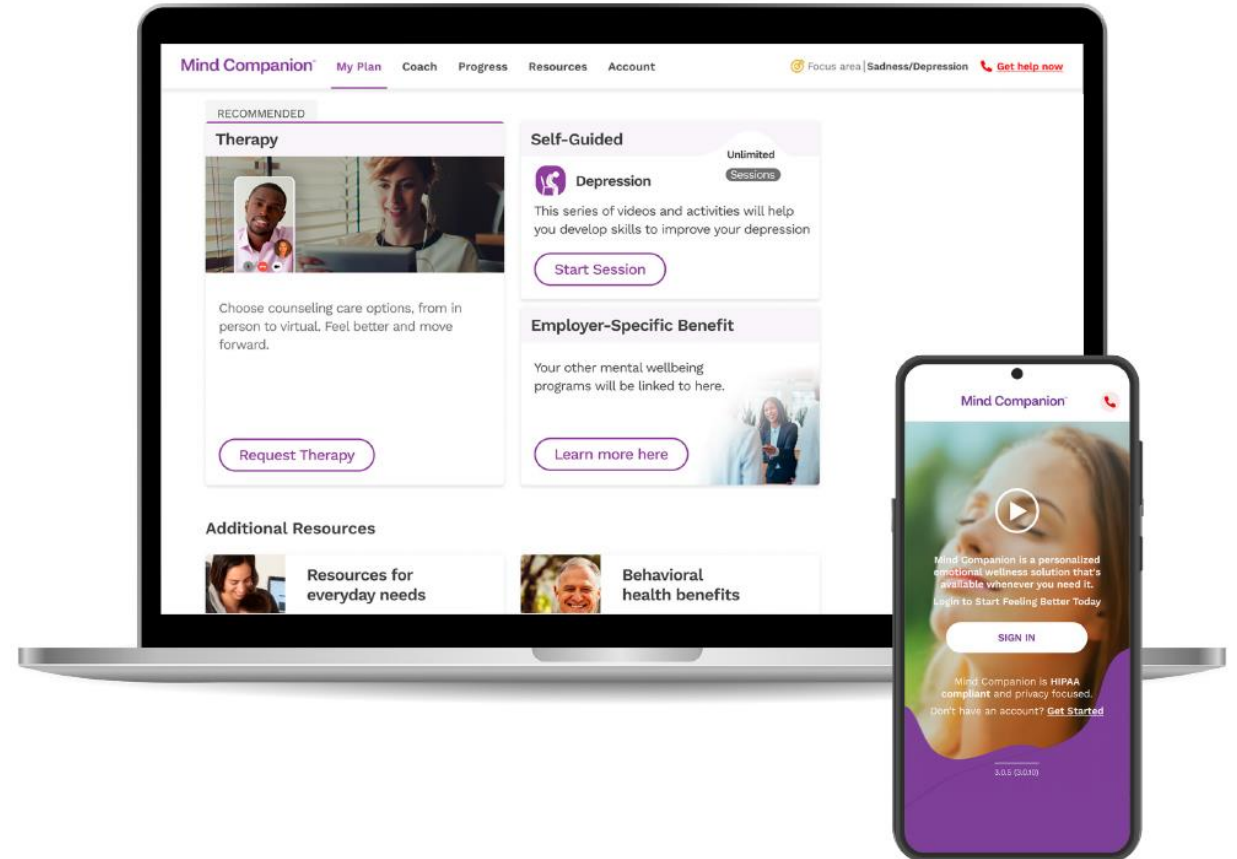 Mind Companion My Plan Coach Progress Resources Account Focus area | Sadness/Depression Get help now
RECOMMENDED
Therapy
Choose counseling care options, from in
person to virtual. Feel better and move
forward.
Request Therapy
Self-Guided
Unlimited
Sessions
Depression
This series of videos and activities will help
you develop skills to improve your depression
Start Session
Employer-Specific Benefit
Your other mental wellbeing
programs will be linked to here.
Learn more here
Additional Resources
Resources for
everyday needs
Behavioral
health benefits
Mind Companion
Mind Companion is a personalized
emotional wellness solution that's
available whenever you need it.
Login to Start Feeling Better Today
SIGN IN
Mind Companion is HIPAA
compliant and privacy focused.
Don't have an account? Get Started
3.0.5 (3.0.10)